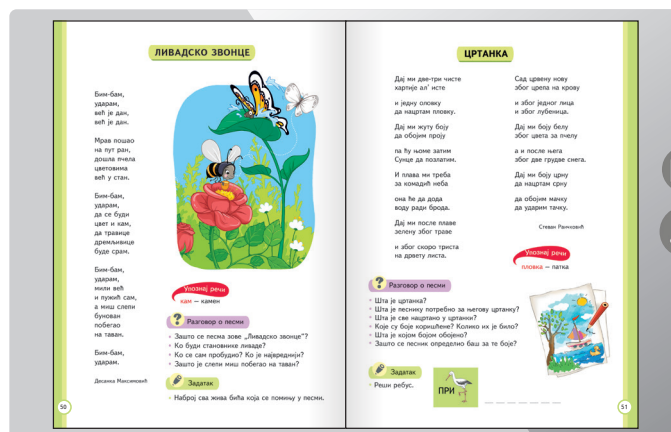 ЛИВАДСКО ЗВОНЦЕ
Бим-бам,
ударам,
већ је дан,
већ је дан.
Мрав пошао
на пут ран,
дошла пчела
цветовима
већ у стан.
Бим-бам,
ударам,
да се буди
цвет и кам,
да травице
дремљивице
буде срам.
Бим-бам,
ударам,
мили већ
и пужић сам,
а миш слепи
бунован
побегао
на таван.
Бим-бам,
ударам.
Десанка Максимовић
Упознај речи
кам — камен
Разговор о песми
Зашто се песма зове „Ливадско звонце"?
Ко буди становнике ливаде?
Ко се сам пробудио? Ко је највреднији?
Зашто је слепи миш побегао на таван?
Задатак
Наброј сва жива бића која се помињу у песми.
50
ЦРТАНКА
Дај ми две-три чисте
хартије ал' исте
и једну оловку
да нацртам пловку.
Дај ми жуту боју
да обојим проју
па ћу њоме затим
Сунце да позлатим.
И плава ми треба
за комадић неба
она ће да дода
воду ради брода.
Дај ми после плаве
зелену због траве
и због скоро триста
на дрвету листа.
Сад црвену нову
због црепа на крову
и због једног лица
и због лубеница.
Дај ми боју белу
због цвета за пчелу
а и после њега
због две грудве снега.
Дај ми боју црну
да нацртам срну
да обојим мачку
да ударим тачку.
Стеван Раичковић
Упознај речи
пловка — патка
Разговор о песми
Шта је цртанка?
Шта је песнику потребно за његову цртанку?
Шта је све нацртано у цртанки?
Које су боје коришћене? Колико их је било?
Шта је којом бојом обојено?
Зашто се песник определио баш за те боје?
Задатак
Реши ребус.
ПРИ
51